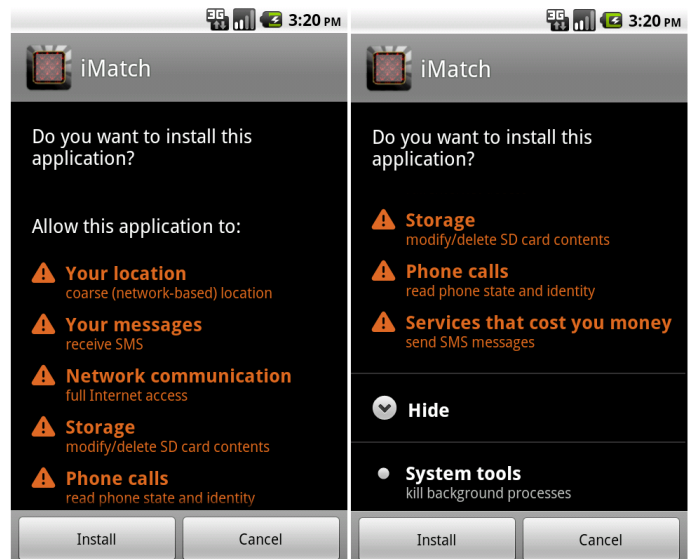 3G 3:20 PM
iMatch
Do you want to install this
application?
Allow this application to:
Your location
coarse (network-based) location
Your messages
receive SMS
Network communication
full Internet access
Storage
modify/delete SD card contents
Phone calls
read phone state and identity
Install Cancel
3G 3:20 PM
iMatch
Do you want to install this
application?
Storage
modify/delete SD card contents
Phone calls
read phone state and identity
Services that cost you money
send SMS messages
Hide
System tools
kill background processes
Install Cancel